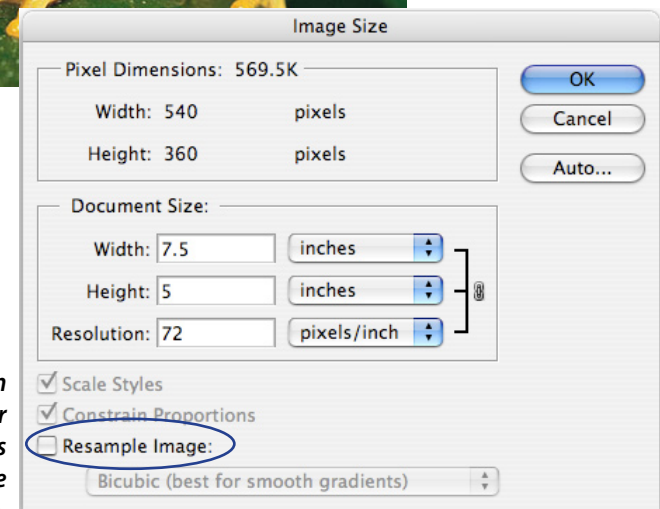 Image Size
Pixel Dimensions: 569.5K
OK
Width: 540 pixels
Cancel
Height: 360 pixels
Auto...
Document Size:
Width: 7.5 inches
Height: 5 inches
Resolution: 72 pixels/inch
Scale Styles
Constrain Proportions
Resample Image:
Bicubic (best for smooth gradients)